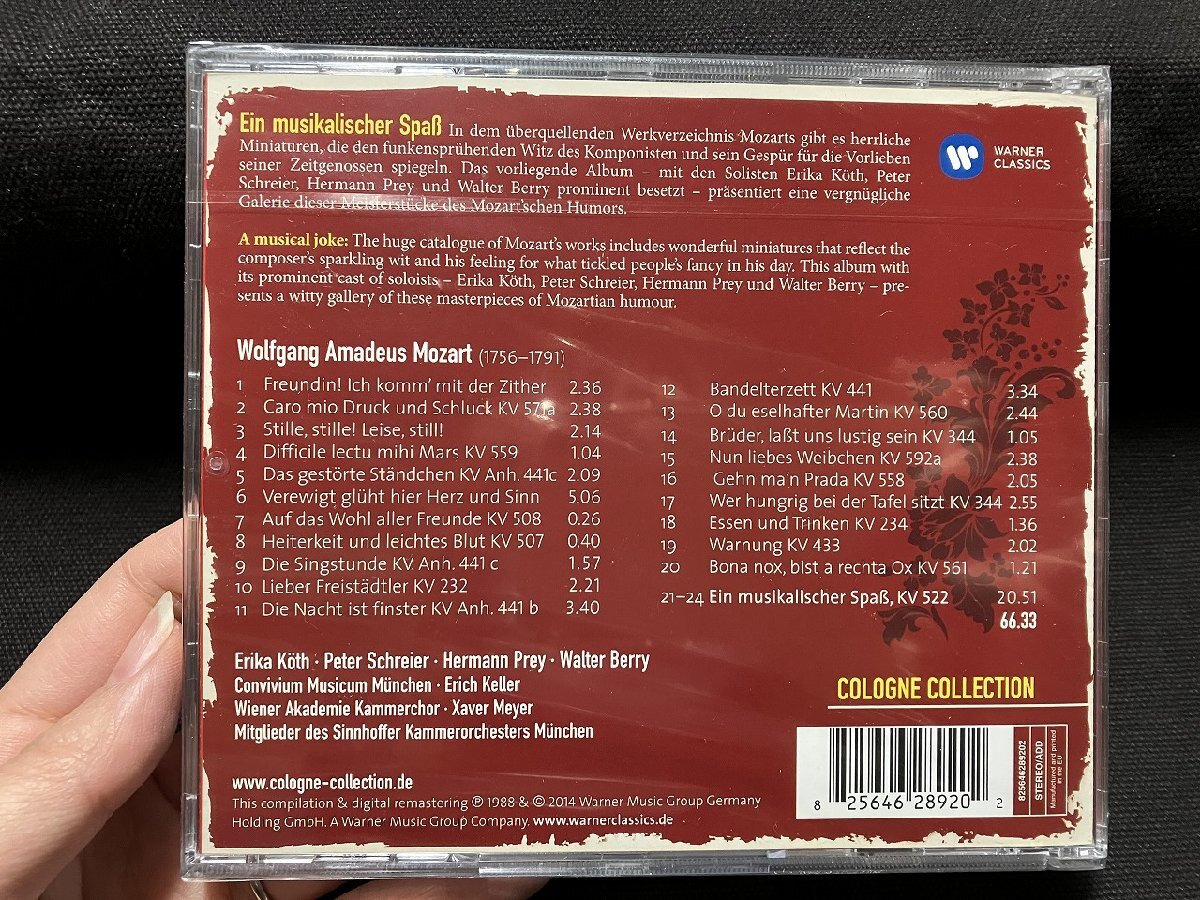 Ein musikalischer Spaß In dem überquellenden Werkverzeichnis Mozarts gibt es herrliche
Miniaturen, die den funkensprühenden Witz des Komponisten und sein Gespür für die Vorlieben
seiner Zeitgenossen spiegeln. Das vorliegende Album – mit den Solisten Erika Köth, Peter
Schreier, Hermann Prey und Walter Berry prominent besetzt – präsentiert eine vergnügliche
Galerie dieser Meisterstücke des Mozart'schen Humors.
WARNER
CLASSICS
A musical joke: The huge catalogue of Mozart's works includes wonderful miniatures that reflect the
composer's sparkling wit and his feeling for what tickled people's fancy in his day. This album with
its prominent cast of soloists – Erika Köth, Peter Schreier, Hermann Prey und Walter Berry – pre-
sents a witty gallery of these masterpieces of Mozartian humour.
Wolfgang Amadeus Mozart (1756–1791)
1 Freundin! Ich komm' mit der Zither 2.36
2 Caro mio Druck und Schluck KV 571a 2.38
3 Stille, stille! Leise, still! 2.14
4 Difficile lectu mihi Mars KV 559 1.04
5 Das gestörte Ständchen KV Anh. 441c 2.09
6 Verewigt glüht hier Herz und Sinn 5.06
7 Auf das Wohl aller Freunde KV 508 0.26
8 Heiterkeit und leichtes Blut KV 507 0.40
9 Die Singstunde KV Anh. 441 c 1.57
10 Lieber Freistädtler KV 232 2.21
11 Die Nacht ist finster KV Anh. 441 b 3.40
12 Bandelterzett KV 441 3.34
13 O du eselhafter Martin KV 560 2.44
14 Brüder, laßt uns lustig sein KV 344 1.05
15 Nun liebes Weibchen KV 592a 2.38
16 Gehn ma'n Prada KV 558 2.05
17 Wer hungrig bei der Tafel sitzt KV 344 2.55
18 Essen und Trinken KV 234 1.36
19 Warnung KV 433 2.02
20 Bona nox, bist a rechta Ox KV 561 1.21
21–24 Ein musikalischer Spaß, KV 522 20.51
66.33
Erika Köth · Peter Schreier · Hermann Prey · Walter Berry
Convivium Musicum München · Erich Keller
Wiener Akademie Kammerchor · Xaver Meyer
Mitglieder des Sinnhoffer Kammerorchesters München
COLOGNE COLLECTION
www.cologne-collection.de
This compilation & digital remastering ℗ 1988 & © 2014 Warner Music Group Germany
Holding GmbH. A Warner Music Group Company. www.warnerclassics.de
8 25646 28920 2
825646289202
STEREO/ADD
Manufactured and printed
in the EU